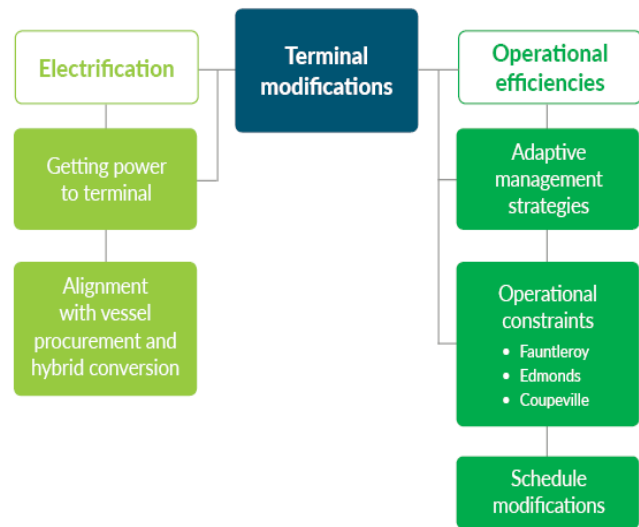 Terminal
modifications
Electrification
Getting power
to terminal
Alignment
with vessel
procurement and
hybrid conversion
Operational
efficiencies
Adaptive
management
strategies
Operational
constraints
• Fauntleroy
• Edmonds
• Coupeville
Schedule
modifications